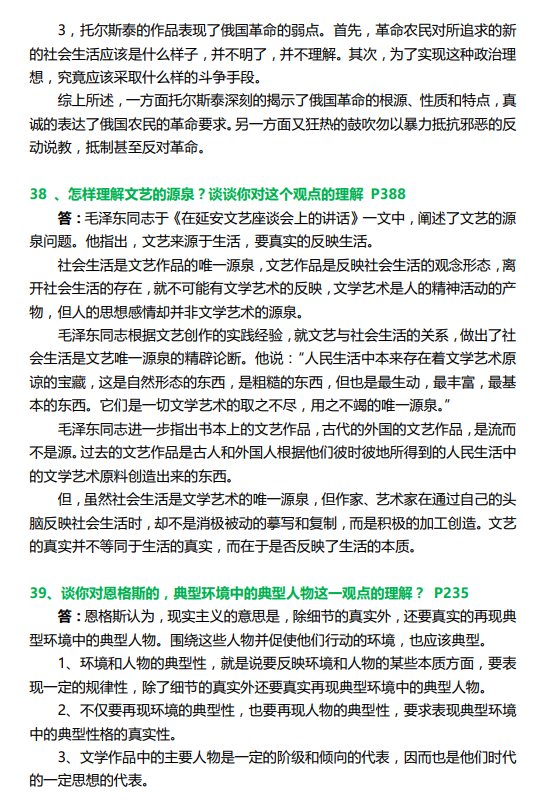 3，托尔斯泰的作品表现了俄国革命的弱点。首先，革命农民对所追求的新
的社会生活应该是什么样子，并不明了，并不理解。其次，为了实现这种政治理
想，究竟应该采取什么样的斗争手段。
综上所述，一方面托尔斯泰深刻的揭示了俄国革命的根源、性质和特点，真
诚的表达了俄国农民的革命要求。另一方面又狂热的鼓吹勿以暴力抵抗邪恶的反
动说教，抵制甚至反对革命。
38 、怎样理解文艺的源泉？谈谈你对这个观点的理解 P388
答：毛泽东同志于《在延安文艺座谈会上的讲话》一文中，阐述了文艺的源
泉问题。他指出，文艺来源于生活，要真实的反映生活。
社会生活是文艺作品的唯一源泉，文艺作品是反映社会生活的观念形态，离
开社会生活的存在，就不可能有文学艺术的反映，文学艺术是人的精神活动的产
物，但人的思想感情却并非文学艺术的源泉。
毛泽东同志根据文艺创作的实践经验，就文艺与社会生活的关系，做出了社
会生活是文艺唯一源泉的精辟论断。他说：“人民生活中本来存在着文学艺术原
谅的宝藏，这是自然形态的东西，是粗糙的东西，但也是最生动，最丰富，最基
本的东西。它们是一切文学艺术的取之不尽，用之不竭的唯一源泉。”
毛泽东同志进一步指出书本上的文艺作品，古代的外国的文艺作品，是流而
不是源。过去的文艺作品是古人和外国人根据他们彼时彼地所得到的人民生活中
的文学艺术原料创造出来的东西。
但，虽然社会生活是文学艺术的唯一源泉，但作家、艺术家在通过自己的头
脑反映社会生活时，却不是消极被动的摹写和复制，而是积极的加工创造。文艺
的真实并不等同于生活的真实，而在于是否反映了生活的本质。
39、谈你对恩格斯的，典型环境中的典型人物这一观点的理解？ P235
答：恩格斯认为，现实主义的意思是，除细节的真实外，还要真实的再现典
型环境中的典型人物。围绕这些人物并促使他们行动的环境，也应该典型。
1、环境和人物的典型性，就是说要反映环境和人物的某些本质方面，要表
现一定的规律性，除了细节的真实外还要真实再现典型环境中的典型人物。
2、不仅要再现环境的典型性，也要再现人物的典型性，要求表现典型环境
中的典型性格的真实性。
3、文学作品中的主要人物是一定的阶级和倾向的代表，因而也是他们时代
的一定思想的代表。